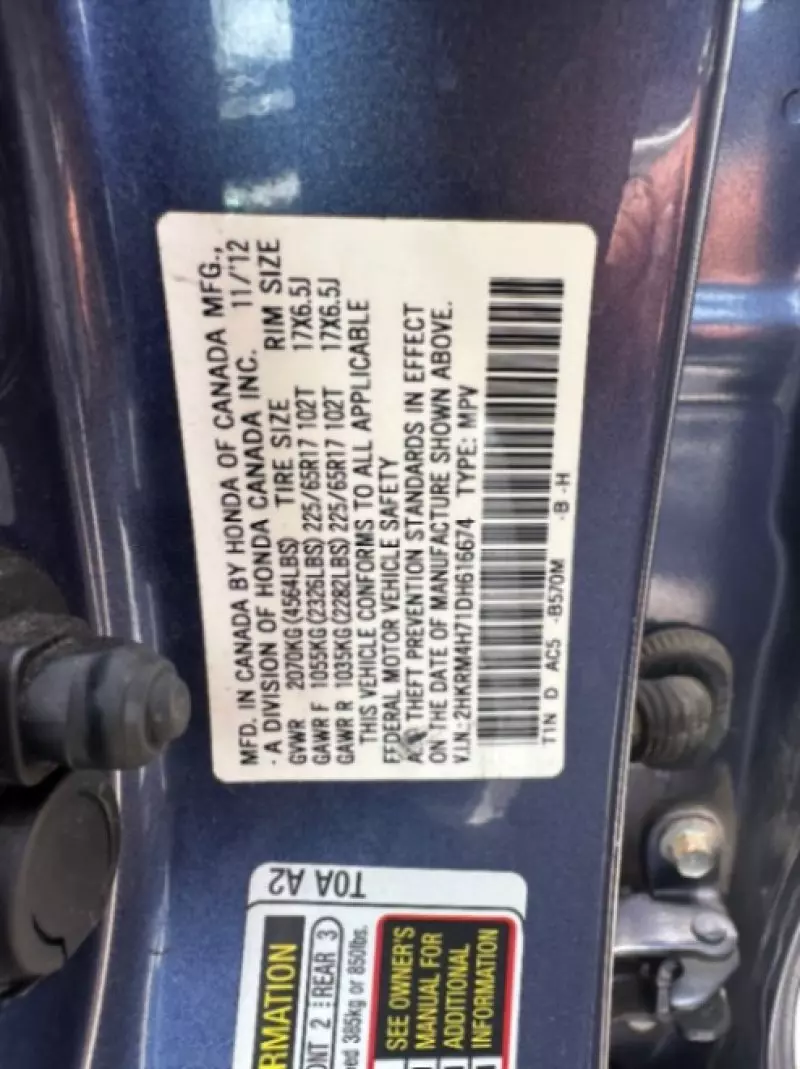 MFD. IN CANADA BY HONDA OF CANADA MFG.,
- A DIVISION OF HONDA CANADA INC. 11/'12
GVWR 2070KG(4564LBS) TIRE SIZE RIM SIZE
GAWR F 1055KG(2326LBS) 225/65R17 102T 17X6.5J
GAWR R 1035KG(2282LBS) 225/65R17 102T 17X6.5J
THIS VEHICLE CONFORMS TO ALL APPLICABLE
FEDERAL MOTOR VEHICLE SAFETY
AND THEFT PREVENTION STANDARDS IN EFFECT
ON THE DATE OF MANUFACTURE SHOWN ABOVE.
V.I.N.:2HKRM4H71DH616674 TYPE: MPV
T1N D AC5 -B570M -B -H
T0A A2
RMATION
ONT 2 REAR 3
385kg or 850lbs.
SEE OWNER'S
MANUAL FOR
ADDITIONAL
INFORMATION